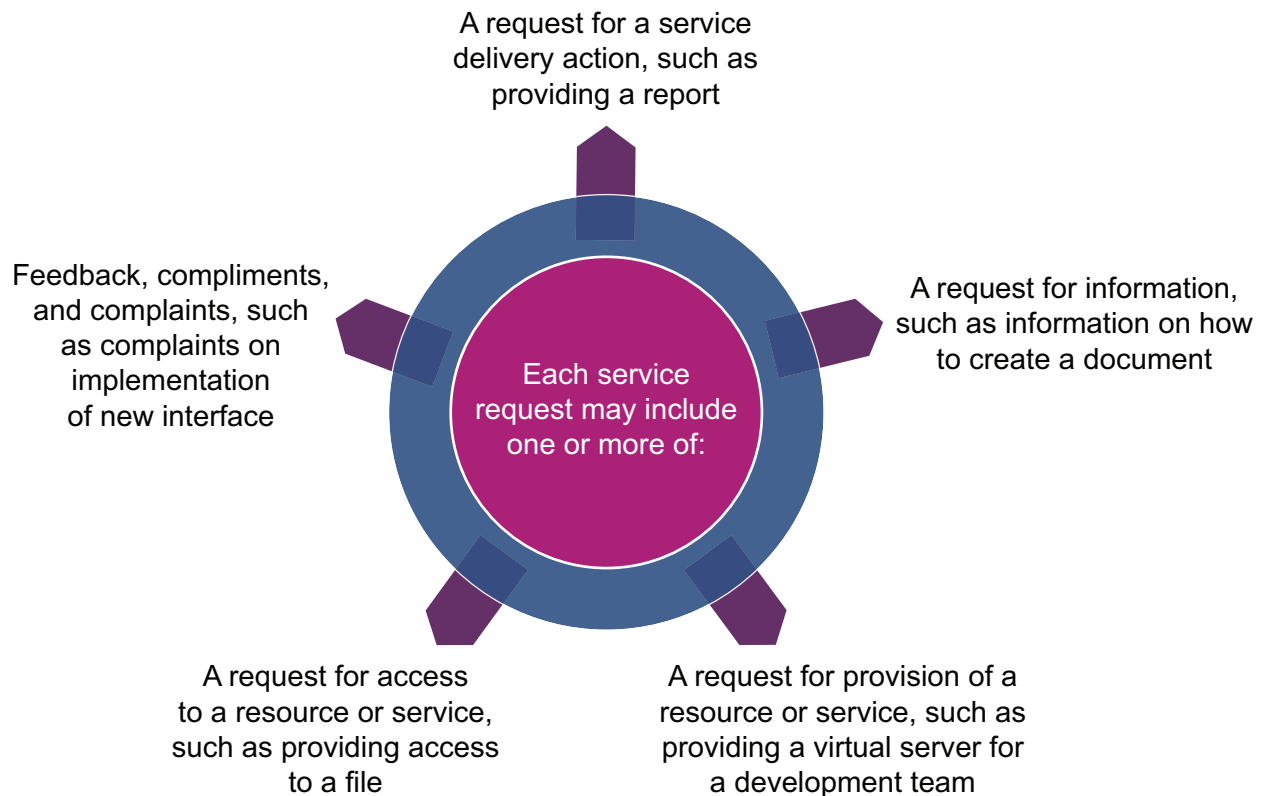 A request for a service
delivery action, such as
providing a report
Feedback, compliments,
and complaints, such
as complaints on
implementation
of new interface
A request for information,
such as information on how
to create a document
Each service
request may include
one or more of:
A request for access
to a resource or service,
such as providing access
to a file
A request for provision of a
resource or service, such as
providing a virtual server for
a development team